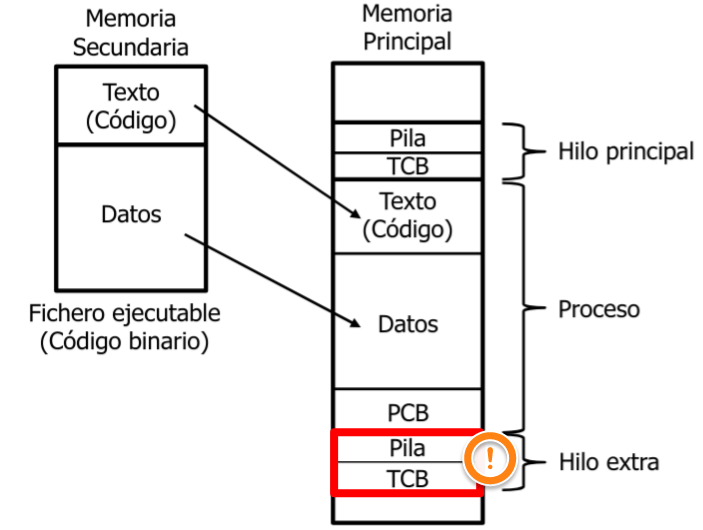 Memoria
Secundaria
Texto
(Código)
Datos
Fichero ejecutable
(Código binario)
Memoria
Principal
Pila
TCB
Hilo principal
Texto
(Código)
Datos
PCB
Proceso
Pila
TCB
!
Hilo extra